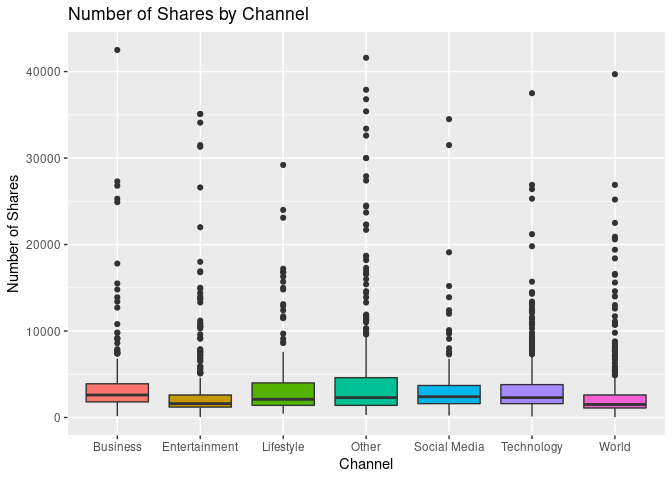 Number of Shares by Channel
Number of Shares
40000
30000
20000
10000
0
Business Entertainment Lifestyle Other Social Media Technology World
Channel